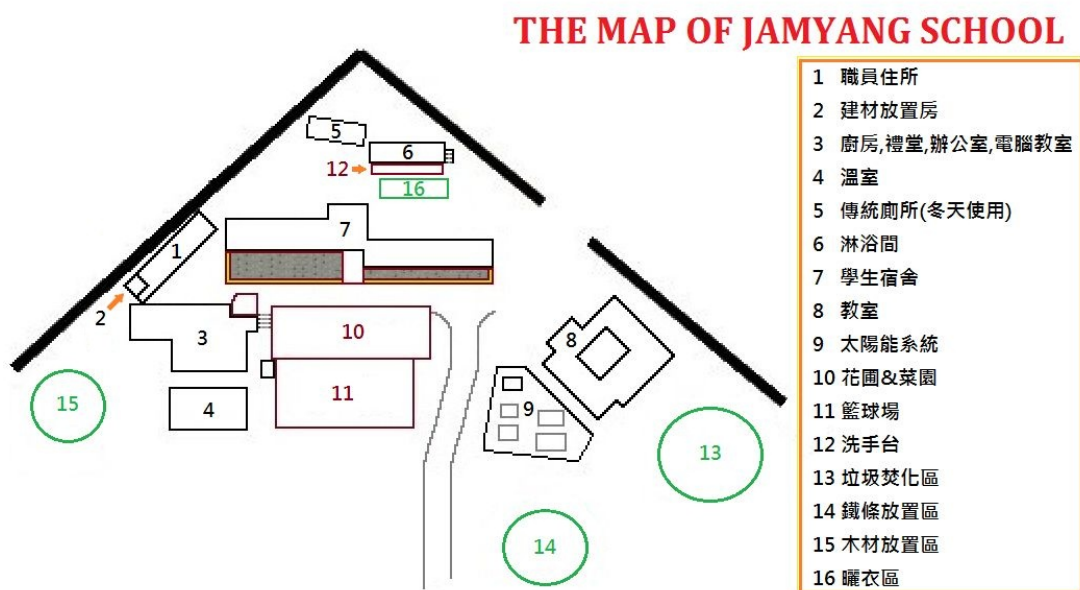 THE MAP OF JAMYANG SCHOOL
1 職員住所
2 建材放置房
3 廚房,禮堂,辦公室,電腦教室
4 溫室
5 傳統廁所(冬天使用)
6 淋浴間
7 學生宿舍
8 教室
9 太陽能系統
10 花圃&菜園
11 籃球場
12 洗手台
13 垃圾焚化區
14 鐵條放置區
15 木材放置區
16 曬衣區
5
6
12
16
7
1
2
3
10
8
11
15
4
9
13
14